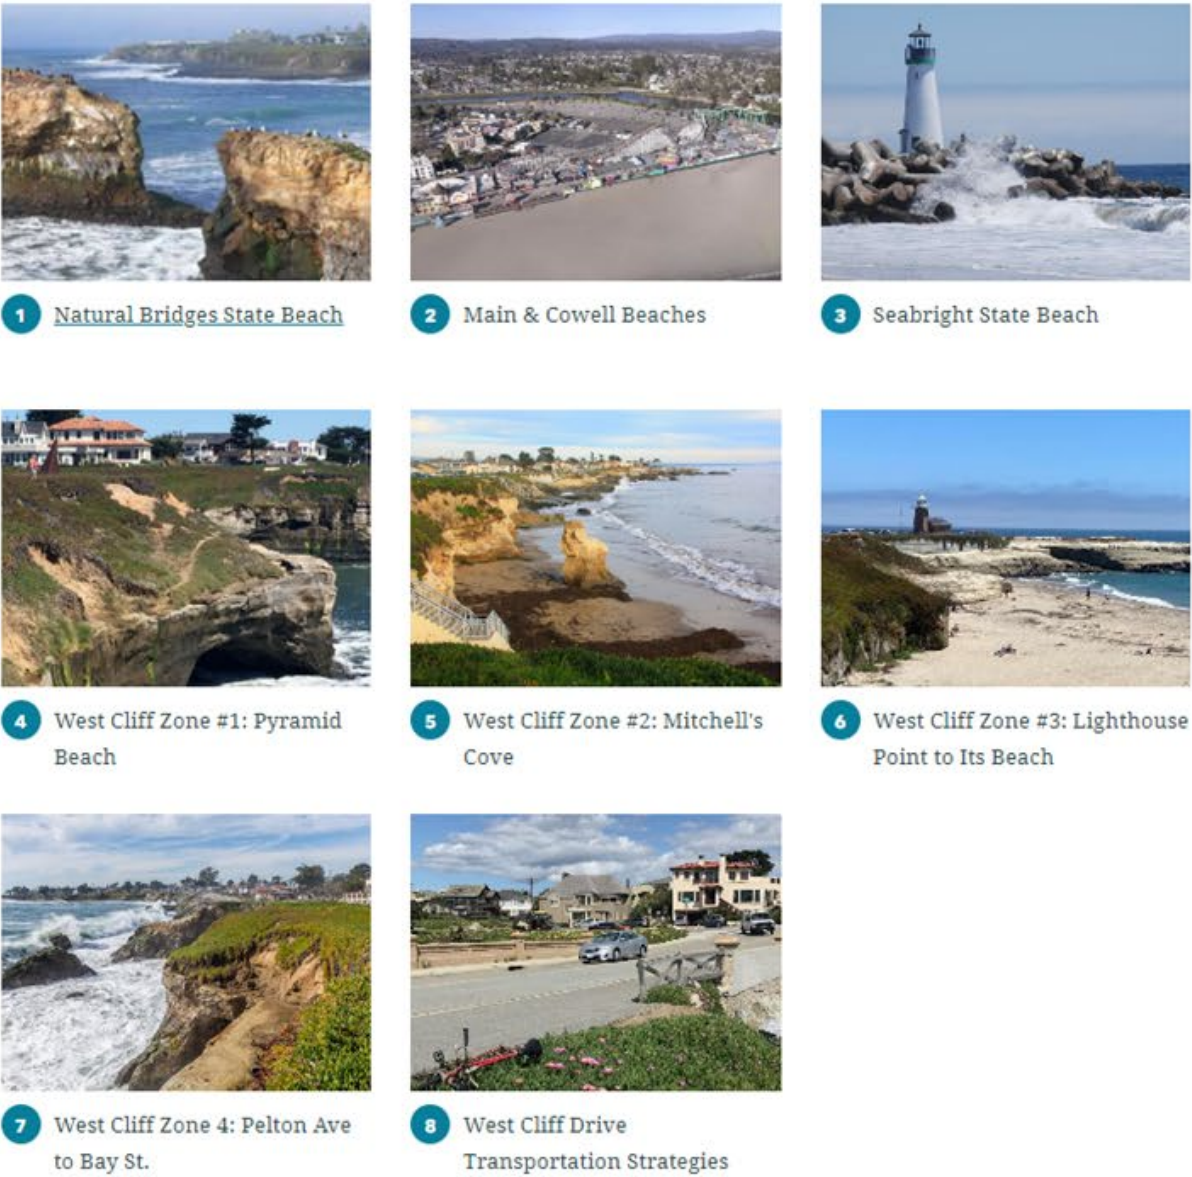 1 Natural Bridges State Beach
2 Main & Cowell Beaches
3 Seabright State Beach
4 West Cliff Zone #1: Pyramid
Beach
5 West Cliff Zone #2: Mitchell's
Cove
6 West Cliff Zone #3: Lighthouse
Point to Its Beach
7 West Cliff Zone 4: Pelton Ave
to Bay St.
8 West Cliff Drive
Transportation Strategies